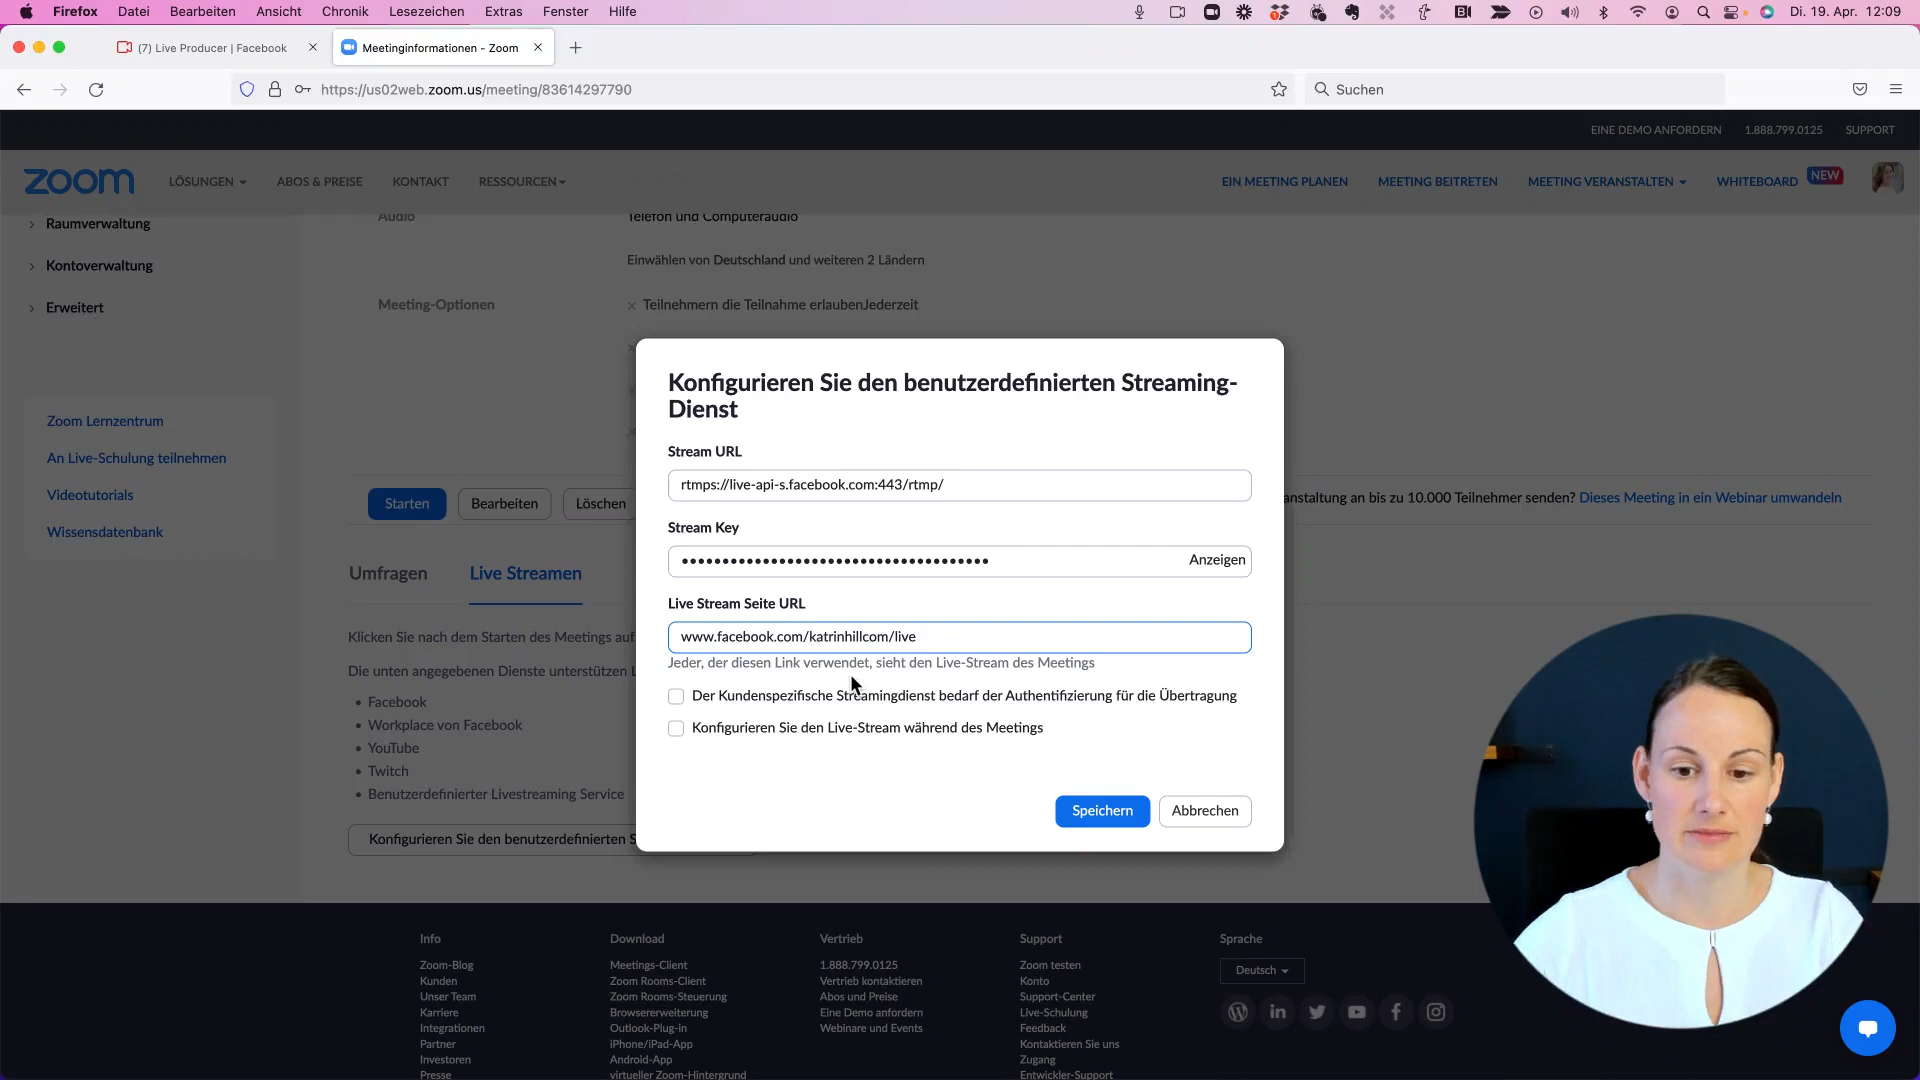 Firefox Datei Bearbeiten Ansicht Chronik Lesezeichen Extras Fenster Hilfe
Di. 19. Apr. 12:09
(7) Live Producer | Facebook
Meetinginformationen - Zoom
https://us02web.zoom.us/meeting/83614297790
Suchen
EINE DEMO ANFORDERN 1.888.799.0125 SUPPORT
zoom LÖSUNGEN ABOS & PREISE KONTAKT RESSOURCEN
EIN MEETING PLANEN MEETING BEITRETEN MEETING VERANSTALTEN WHITEBOARD NEW
Raumverwaltung
Kontoverwaltung
Erweitert
Zoom Lernzentrum
An Live-Schulung teilnehmen
Videotutorials
Wissensdatenbank
Audio Telefon und Computeraudio
Einwählen von Deutschland und weiteren 2 Ländern
Meeting-Optionen Teilnehmern die Teilnahme erlaubenJederzeit
Starten Bearbeiten Löschen
anstaltung an bis zu 10.000 Teilnehmer senden? Dieses Meeting in ein Webinar umwandeln
Umfragen Live Streamen
Klicken Sie nach dem Starten des Meetings auf
Die unten angegebenen Dienste unterstützen
• Facebook
• Workplace von Facebook
• YouTube
• Twitch
• Benutzerdefinierter Livestreaming Service
Konfigurieren Sie den benutzerdefinierten S
Konfigurieren Sie den benutzerdefinierten Streaming-
Dienst
Stream URL
rtmps://live-api-s.facebook.com:443/rtmp/
Stream Key
Anzeigen
Live Stream Seite URL
www.facebook.com/katrinhillcom/live
Jeder, der diesen Link verwendet, sieht den Live-Stream des Meetings
Der Kundenspezifische Streamingdienst bedarf der Authentifizierung für die Übertragung
Konfigurieren Sie den Live-Stream während des Meetings
Speichern Abbrechen
Info
Zoom-Blog
Kunden
Unser Team
Karriere
Integrationen
Partner
Investoren
Presse
Download
Meetings-Client
Zoom Rooms-Client
Zoom Rooms-Steuerung
Browsererweiterung
Outlook-Plug-in
iPhone/iPad-App
Android-App
virtueller Zoom-Hintergrund
Vertrieb
1.888.799.0125
Vertrieb kontaktieren
Abos und Preise
Eine Demo anfordern
Webinare und Events
Support
Zoom testen
Konto
Support-Center
Live-Schulung
Feedback
Kontaktieren Sie uns
Zugang
Entwickler-Support
Sprache
Deutsch